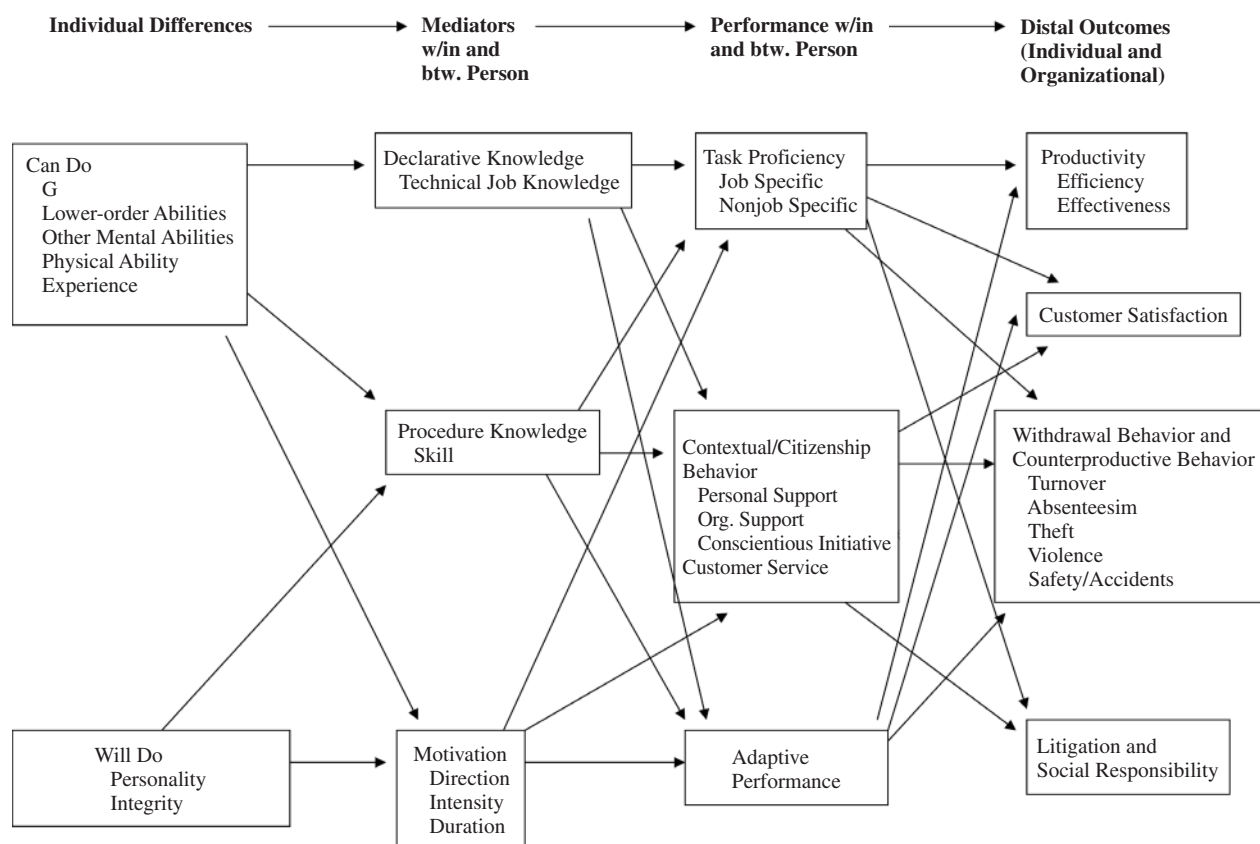 Individual Differences
Mediators
w/in and
btw. Person
Performance w/in
and btw. Person
Distal Outcomes
(Individual and
Organizational)
Can Do
G
Lower-order Abilities
Other Mental Abilities
Physical Ability
Experience
Declarative Knowledge
Technical Job Knowledge
Task Proficiency
Job Specific
Nonjob Specific
Productivity
Efficiency
Effectiveness
Customer Satisfaction
Procedure Knowledge
Skill
Contextual/Citizenship
Behavior
Personal Support
Org. Support
Conscientious Initiative
Customer Service
Withdrawal Behavior and
Counterproductive Behavior
Turnover
Absenteesim
Theft
Violence
Safety/Accidents
Will Do
Personality
Integrity
Motivation
Direction
Intensity
Duration
Adaptive
Performance
Litigation and
Social Responsibility